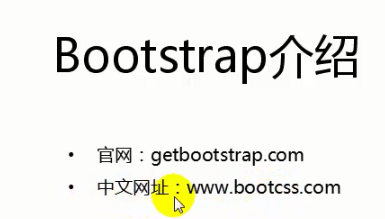 Bootstrap介绍
• 官网：getbootstrap.com
• 中文网址：www.bootcss.com